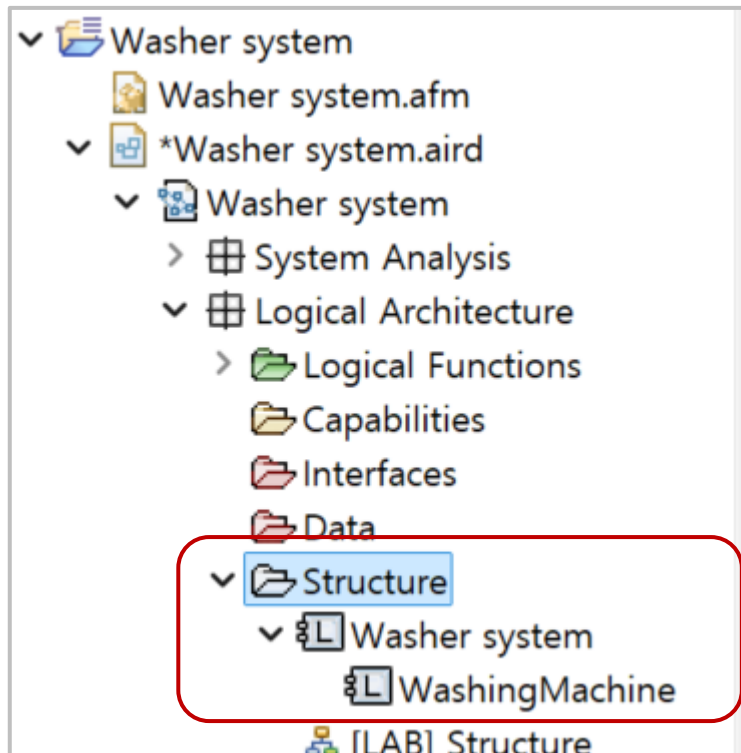 Washer system
Washer system.afm
*Washer system.aird
Washer system
System Analysis
Logical Architecture
Logical Functions
Capabilities
Interfaces
Data
Structure
L Washer system
L WashingMachine
[LAB] Structure